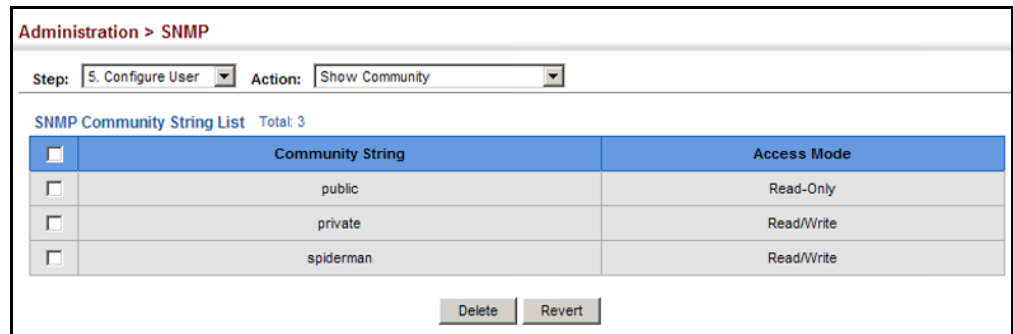 Administration > SNMP
Step: 5. Configure User Action: Show Community
SNMP Community String List Total: 3
Community String Access Mode
public Read-Only
private Read/Write
spiderman Read/Write
Delete Revert